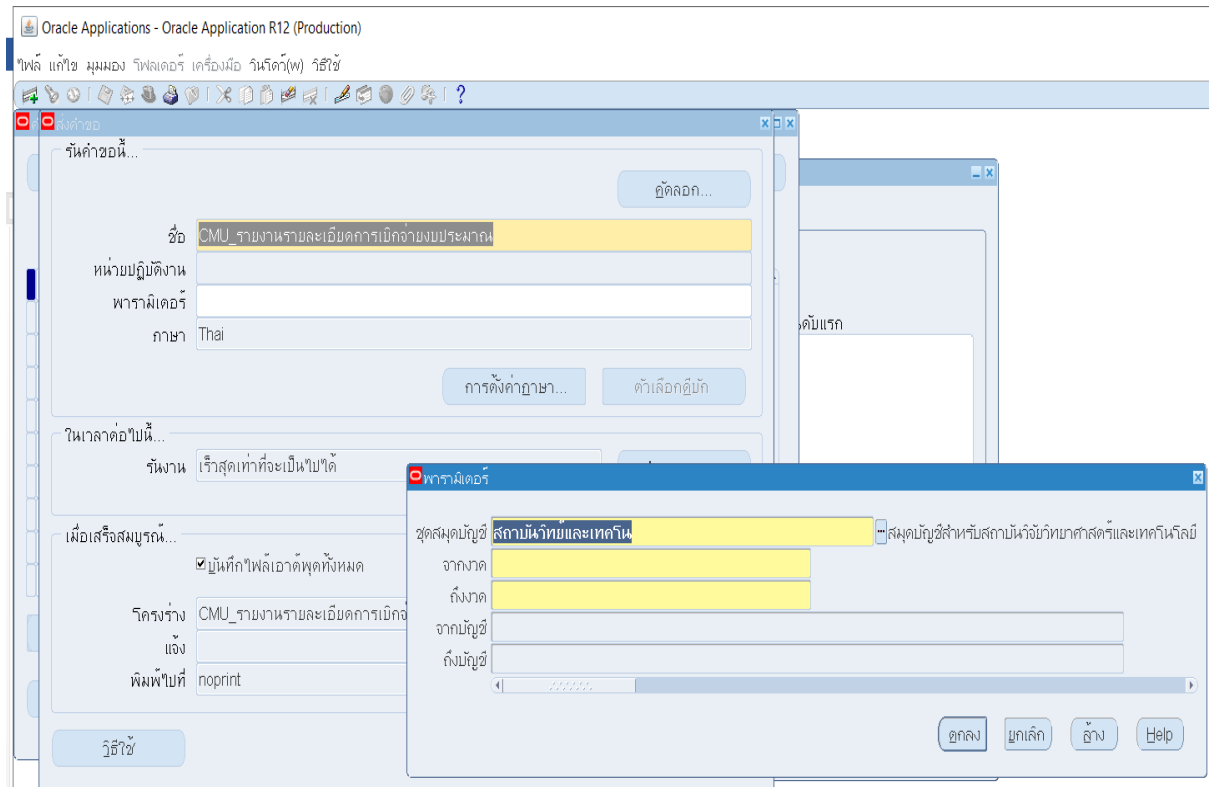 Oracle Applications - Oracle Application R12 (Production)
ไฟล์ แก้ไข มุมมอง โฟลเดอร์ เครื่องมือ วินโดว์(w) วิธีใช้
ส่งคำขอ
รันคำขอนี้...
คัดลอก...
ชื่อ CMU_รายงานรายละเอียดการเบิกจ่ายงบประมาณ
หน่วยปฏิบัติงาน
พารามิเตอร์
ภาษา Thai
ดับแรก
การตั้งค่าภาษา... ตัวเลือกดีบัก
ในเวลาต่อไปนี้...
รันงาน เร็วสุดเท่าที่จะเป็นไปได้
เมื่อเสร็จสมบูรณ์...
บันทึกไฟล์เอาต์พุตทั้งหมด
โครงร่าง CMU_รายงานรายละเอียดการเบิกจ่
แจ้ง
พิมพ์ไปที่ noprint
วิธีใช้
พารามิเตอร์
ชุดสมุดบัญชี สถาบันวิทย์และเทคโน สมุดบัญชีสำหรับสถาบันวิจัยวิทยาศาสตร์และเทคโนโลยี
จากงวด
ถึงงวด
จากบัญชี
ถึงบัญชี
ตกลง ยกเลิก ล้าง Help